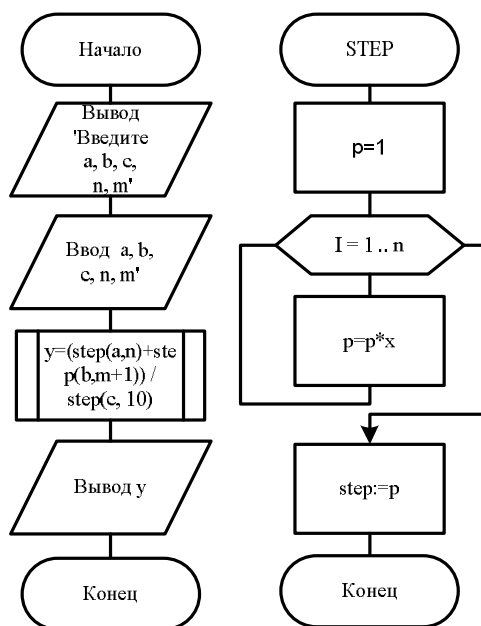 Начало
Вывод
'Введите
a, b, c,
n, m'
Ввод a, b,
c, n, m'
y=(step(a,n)+ste
p(b,m+1)) /
step(c, 10)
Вывод y
Конец
STEP
p=1
I = 1 .. n
p=p*x
step:=p
Конец